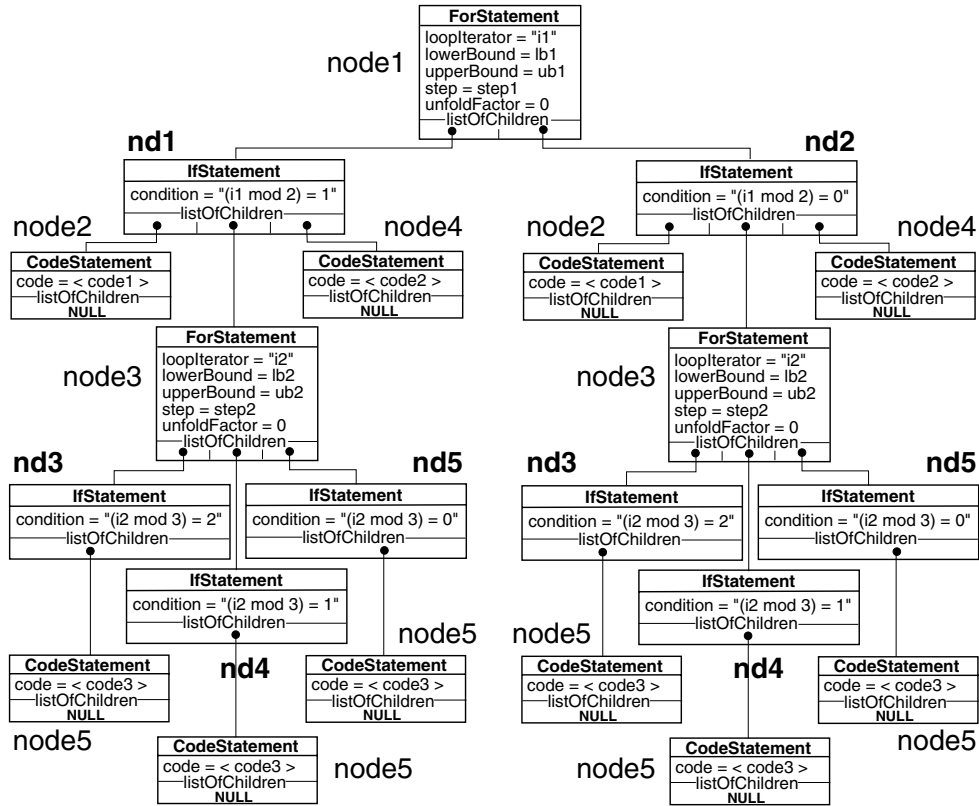 ForStatement
node1
loopIterator = "i1"
lowerBound = lb1
upperBound = ub1
step = step1
unfoldFactor = 0
listOfChildren
nd1
nd2
IfStatement
condition = "(i1 mod 2) = 1"
listOfChildren
IfStatement
condition = "(i1 mod 2) = 0"
listOfChildren
node2
node4
node2
node4
CodeStatement
code = < code1 >
listOfChildren
NULL
CodeStatement
code = < code2 >
listOfChildren
NULL
CodeStatement
code = < code1 >
listOfChildren
NULL
CodeStatement
code = < code2 >
listOfChildren
NULL
node3
ForStatement
loopIterator = "i2"
lowerBound = lb2
upperBound = ub2
step = step2
unfoldFactor = 0
listOfChildren
node3
ForStatement
loopIterator = "i2"
lowerBound = lb2
upperBound = ub2
step = step2
unfoldFactor = 0
listOfChildren
nd3
nd5
nd3
nd5
IfStatement
condition = "(i2 mod 3) = 2"
listOfChildren
IfStatement
condition = "(i2 mod 3) = 0"
listOfChildren
IfStatement
condition = "(i2 mod 3) = 2"
listOfChildren
IfStatement
condition = "(i2 mod 3) = 0"
listOfChildren
IfStatement
condition = "(i2 mod 3) = 1"
listOfChildren
IfStatement
condition = "(i2 mod 3) = 1"
listOfChildren
node5
node5
nd4
nd4
CodeStatement
code = < code3 >
listOfChildren
NULL
CodeStatement
code = < code3 >
listOfChildren
NULL
CodeStatement
code = < code3 >
listOfChildren
NULL
CodeStatement
code = < code3 >
listOfChildren
NULL
node5
node5
CodeStatement
code = < code3 >
listOfChildren
NULL
node5
node5
CodeStatement
code = < code3 >
listOfChildren
NULL